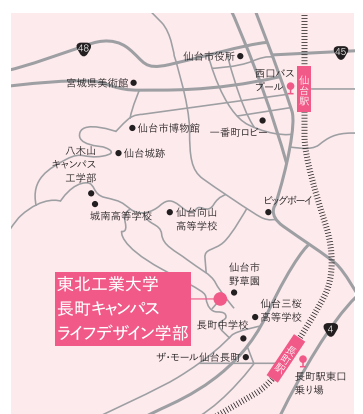 48
仙台市役所
45
宮城県美術館
西口バス
プール
仙台駅
仙台市博物館
一番町ロビー
八木山
キャンパス
工学部
仙台城跡
城南高等学校
仙台向山
高等学校
ビッグボーイ
東北工業大学
長町キャンパス
ライフデザイン学部
仙台市
野草園
仙台三桜
高等学校
長町中学校
4
ザ・モール仙台長町
長町駅
長町駅東口
乗り場